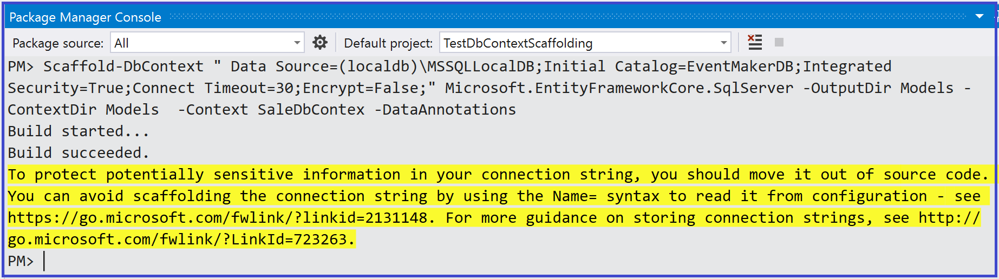 Package Manager Console
Package source: All Default project: TestDbContextScaffolding
PM> Scaffold-DbContext " Data Source=(localdb)\MSSQLLocalDB;Initial Catalog=EventMakerDB;Integrated
Security=True;Connect Timeout=30;Encrypt=False;" Microsoft.EntityFrameworkCore.SqlServer -OutputDir Models -
ContextDir Models  -Context SaleDbContex -DataAnnotations
Build started...
Build succeeded.
To protect potentially sensitive information in your connection string, you should move it out of source code.
You can avoid scaffolding the connection string by using the Name= syntax to read it from configuration - see
https://go.microsoft.com/fwlink/?linkid=2131148. For more guidance on storing connection strings, see http://
go.microsoft.com/fwlink/?LinkId=723263.
PM>